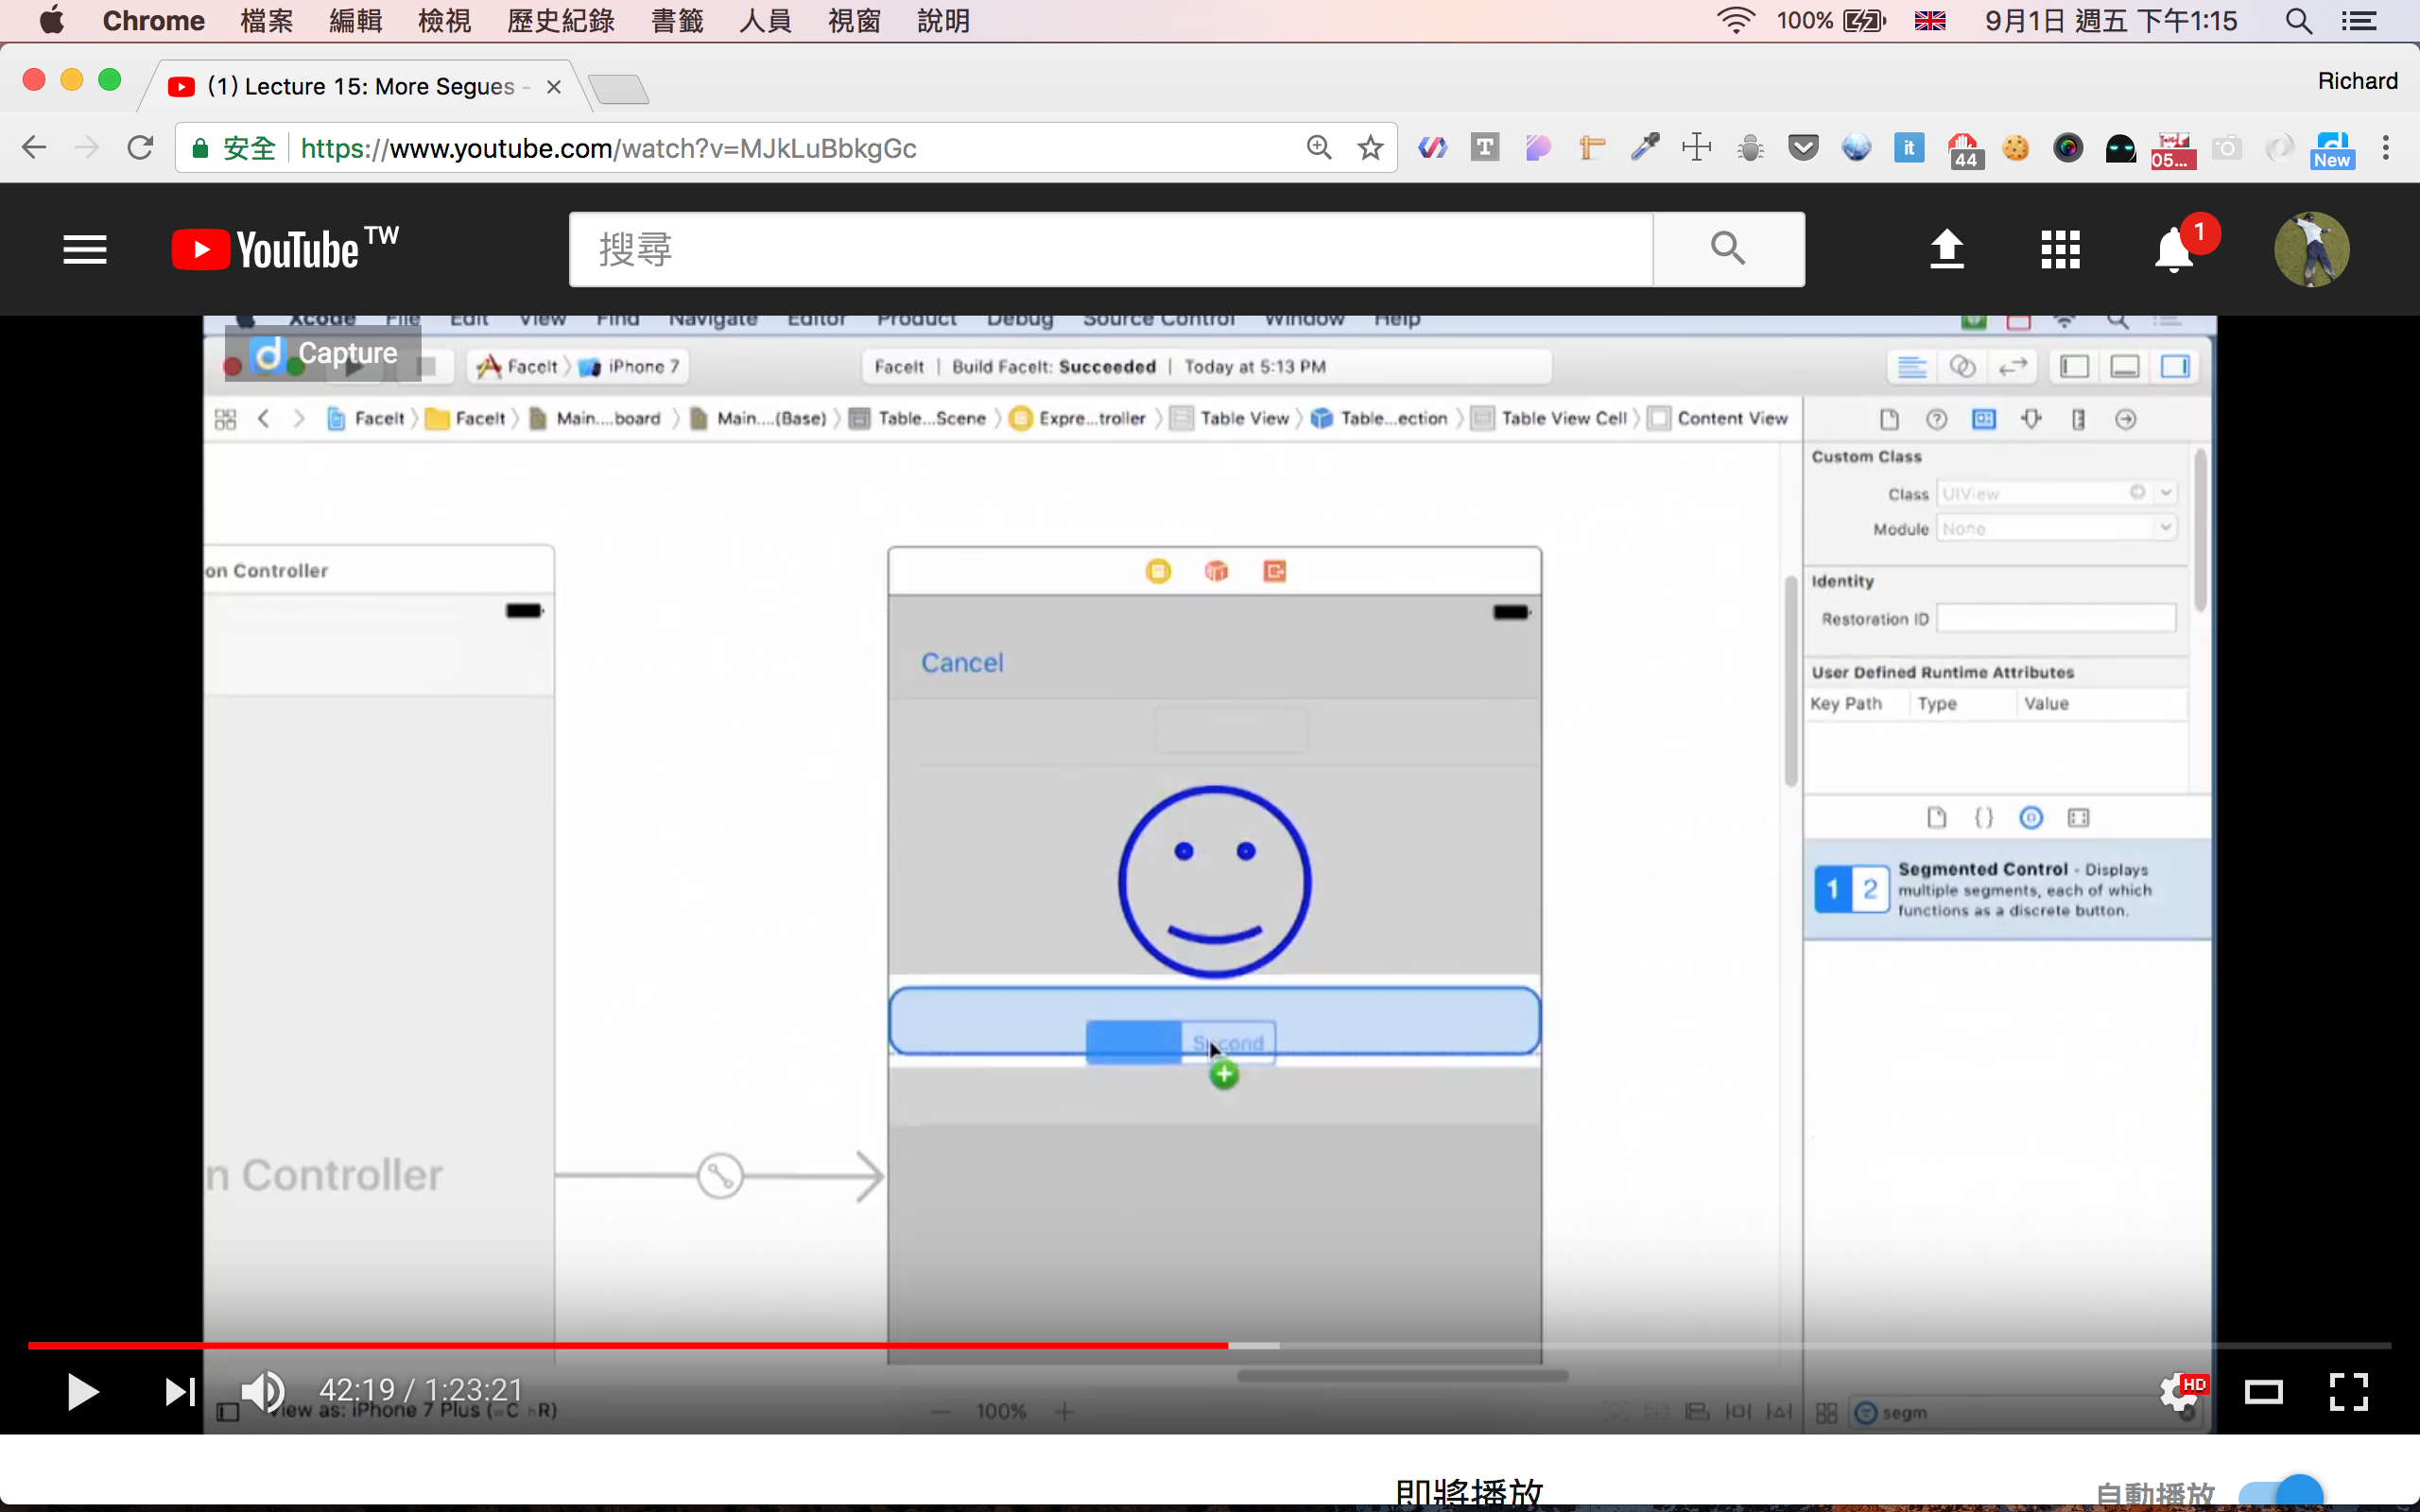 Chrome 檔案 編輯 檢視 歷史紀錄 書籤 人員 視窗 說明 100% 9月1日 週五 下午1:15
(1) Lecture 15: More Segues - Richard
安全 https://www.youtube.com/watch?v=MJkLuBbkgGc T it 44 05... New
YouTube TW 搜尋 1
Xcode File Edit View Find Navigate Editor Product Debug Source Control Window Help
Capture FaceIt iPhone 7 FaceIt | Build FaceIt: Succeeded | Today at 5:13 PM
FaceIt FaceIt Main....board Main....(Base) Table...Scene Expre...troller Table View Table...ection Table View Cell Content View
Custom Class
Class UIView
Module None
on Controller
Identity
Restoration ID
Cancel
User Defined Runtime Attributes
Key Path Type Value
Segmented Control - Displays
1 2 multiple segments, each of which
functions as a discrete button.
Second
n Controller
42:19 / 1:23:21 HD
View as: iPhone 7 Plus (wC hR) 100% segm
即將播放 自動播放